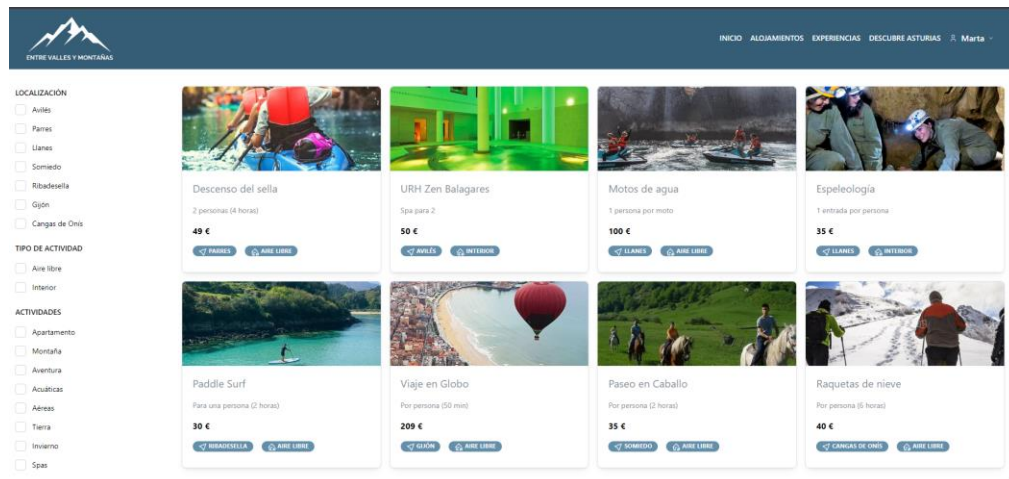 ENTRE VALLES Y MONTAÑAS
INICIO ALOJAMIENTOS EXPERIENCIAS DESCUBRE ASTURIAS Marta
LOCALIZACIÓN
Avilés
Parres
Llanes
Somiedo
Ribadesella
Gijón
Cangas de Onís
TIPO DE ACTIVIDAD
Aire libre
Interior
ACTIVIDADES
Apartamento
Montaña
Aventura
Acuáticas
Aéreas
Tierra
Invierno
Spas
Descenso del sella
2 personas (4 horas)
49 €
PARRES AIRE LIBRE
URH Zen Balagares
Spa para 2
50 €
AVILÉS INTERIOR
Motos de agua
1 persona por moto
100 €
LLANES AIRE LIBRE
Espeleología
1 entrada por persona
35 €
LLANES INTERIOR
Paddle Surf
Para una persona (2 horas)
30 €
RIBADESELLA AIRE LIBRE
Viaje en Globo
Por persona (50 min)
209 €
GIJÓN AIRE LIBRE
Paseo en Caballo
Por persona (2 horas)
35 €
SOMIEDO AIRE LIBRE
Raquetas de nieve
Por persona (6 horas)
40 €
CANGAS DE ONÍS AIRE LIBRE